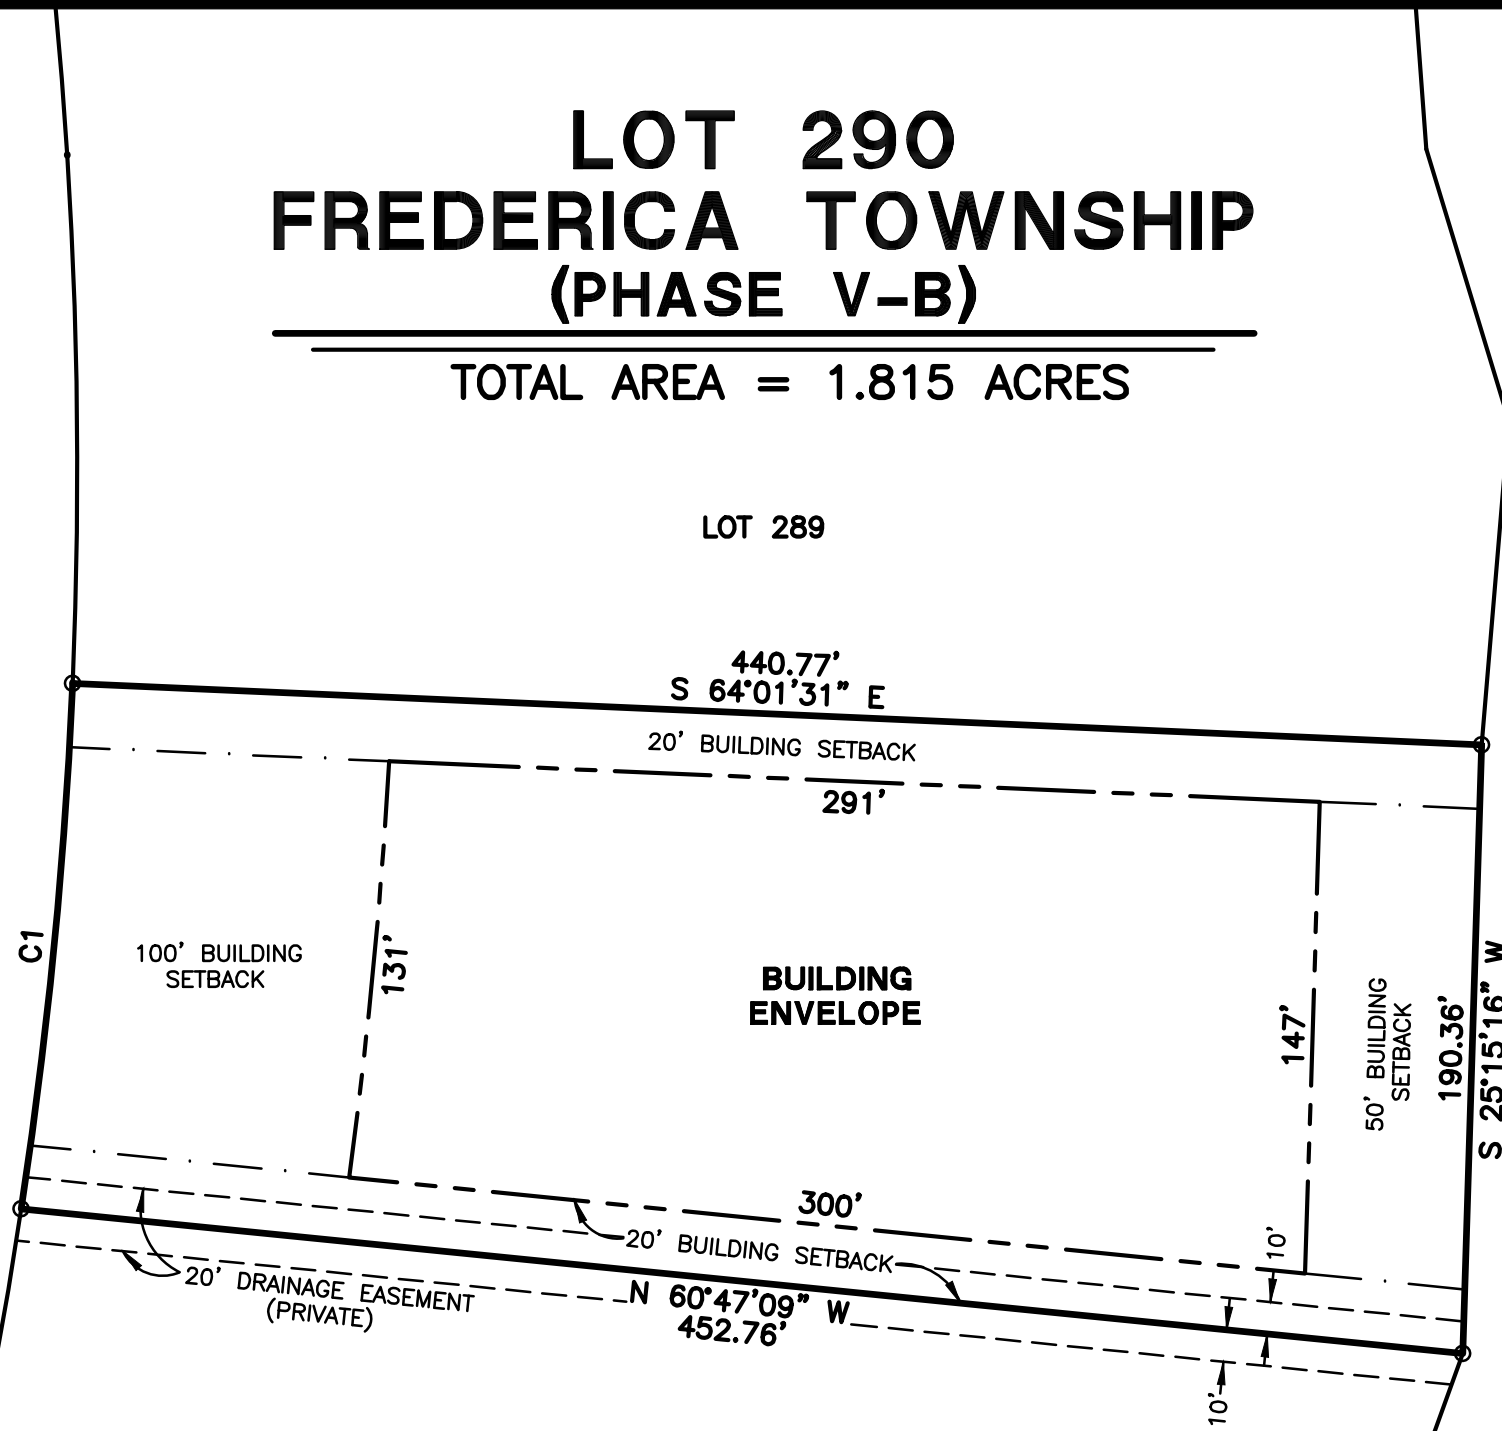 LOT 290
FREDERICA TOWNSHIP
(PHASE V-B)
TOTAL AREA = 1.815 ACRES
LOT 289
440.77'
S 64°01'31" E
20' BUILDING SETBACK
291'
C1
100' BUILDING
SETBACK
131'
BUILDING
ENVELOPE
147'
50' BUILDING
SETBACK
190.36'
S 25°15'16" W
300'
20' BUILDING SETBACK
10'
20' DRAINAGE EASEMENT
(PRIVATE)
N 60°47'09" W
452.76'
10'